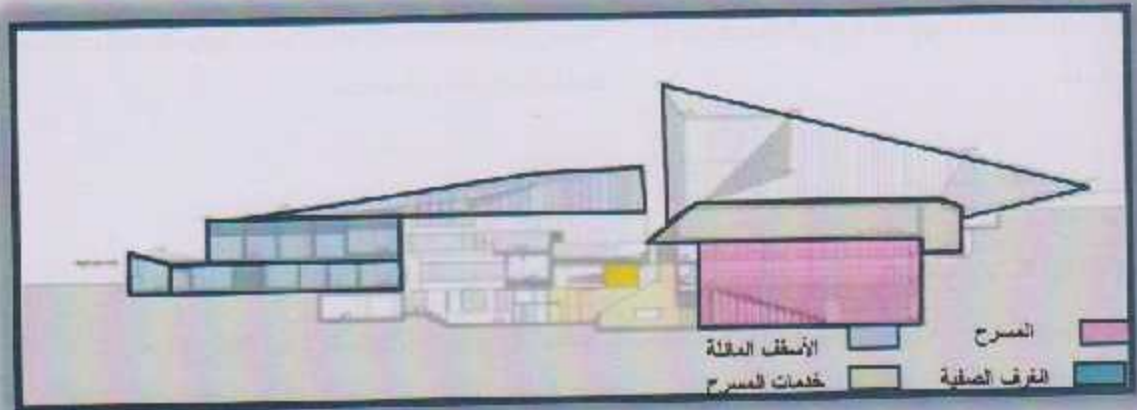 المسرح
الأسقف المائلة
الغرف الصفية
خدمات المسرح